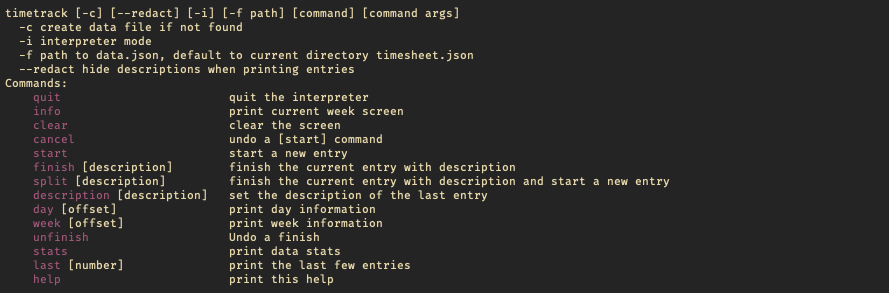 timetrack [-c] [--redact] [-i] [-f path] [command] [command args]
  -c create data file if not found
  -i interpreter mode
  -f path to data.json, default to current directory timesheet.json
  --redact hide descriptions when printing entries
Commands:
    quit                        quit the interpreter
    info                        print current week screen
    clear                       clear the screen
    cancel                      undo a [start] command
    start                       start a new entry
    finish [description]        finish the current entry with description
    split [description]         finish the current entry with description and start a new entry
    description [description]   set the description of the last entry
    day [offset]                print day information
    week [offset]               print week information
    unfinish                    Undo a finish
    stats                       print data stats
    last [number]               print the last few entries
    help                        print this help